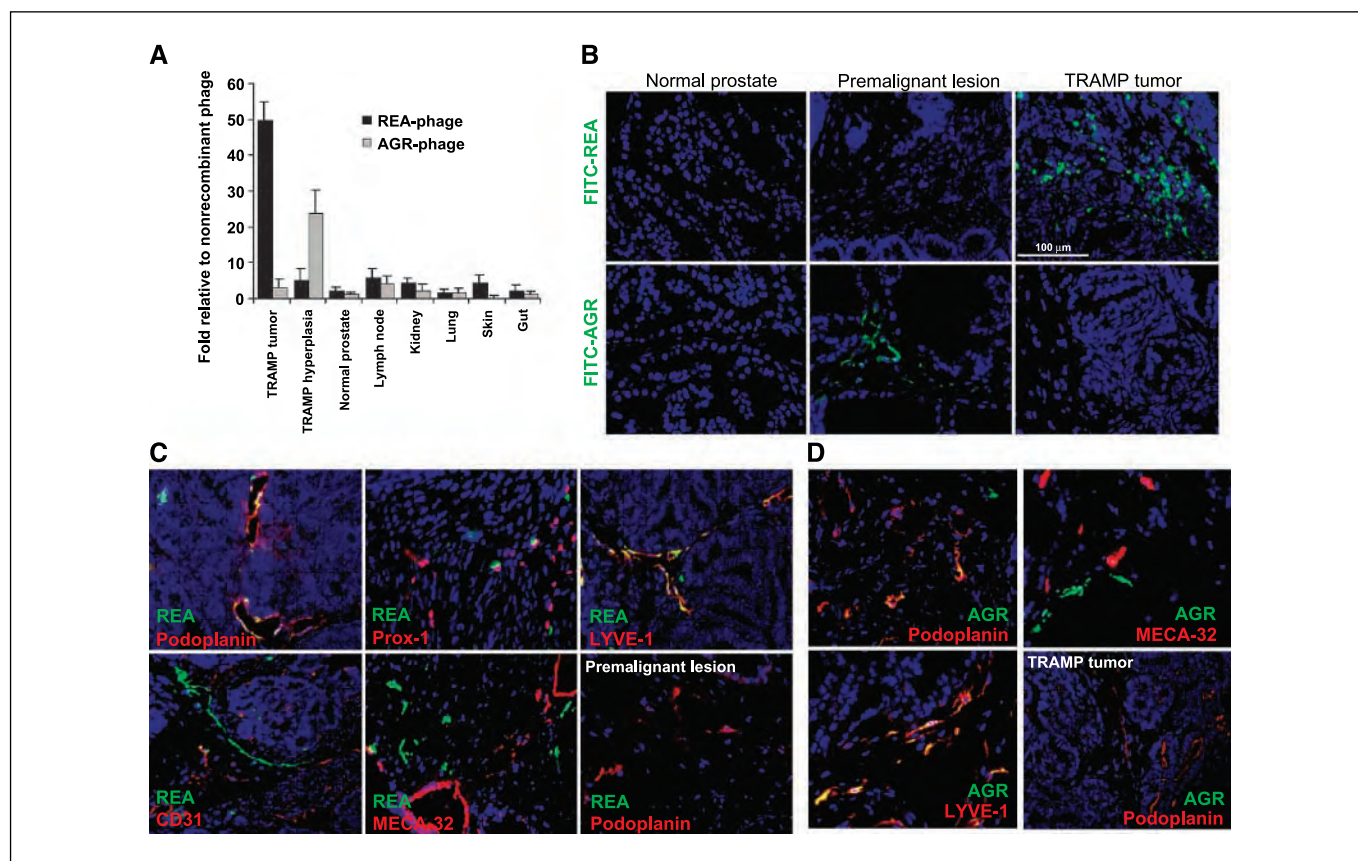 A
Fold relative to nonrecombinant phage
60
50
40
30
20
10
0
REA-phage
AGR-phage
TRAMP tumor
TRAMP hyperplasia
Normal prostate
Lymph node
Kidney
Lung
Skin
Gut
B
Normal prostate
Premalignant lesion
TRAMP tumor
FITC-REA
100 μm
FITC-AGR
C
REA
Podoplanin
REA
Prox-1
REA
LYVE-1
REA
CD31
REA
MECA-32
Premalignant lesion
REA
Podoplanin
D
AGR
Podoplanin
AGR
MECA-32
AGR
LYVE-1
TRAMP tumor
AGR
Podoplanin